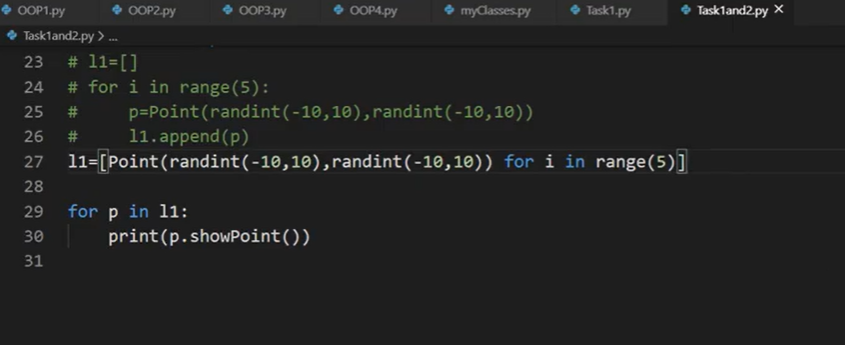 OOP1.py OOP2.py OOP3.py OOP4.py myClasses.py Task1.py Task1and2.py ×
Task1and2.py > ...
23 # l1=[]
24 # for i in range(5):
25 #     p=Point(randint(-10,10),randint(-10,10))
26 #     l1.append(p)
27 l1=[Point(randint(-10,10),randint(-10,10)) for i in range(5)]
28
29 for p in l1:
30     print(p.showPoint())
31